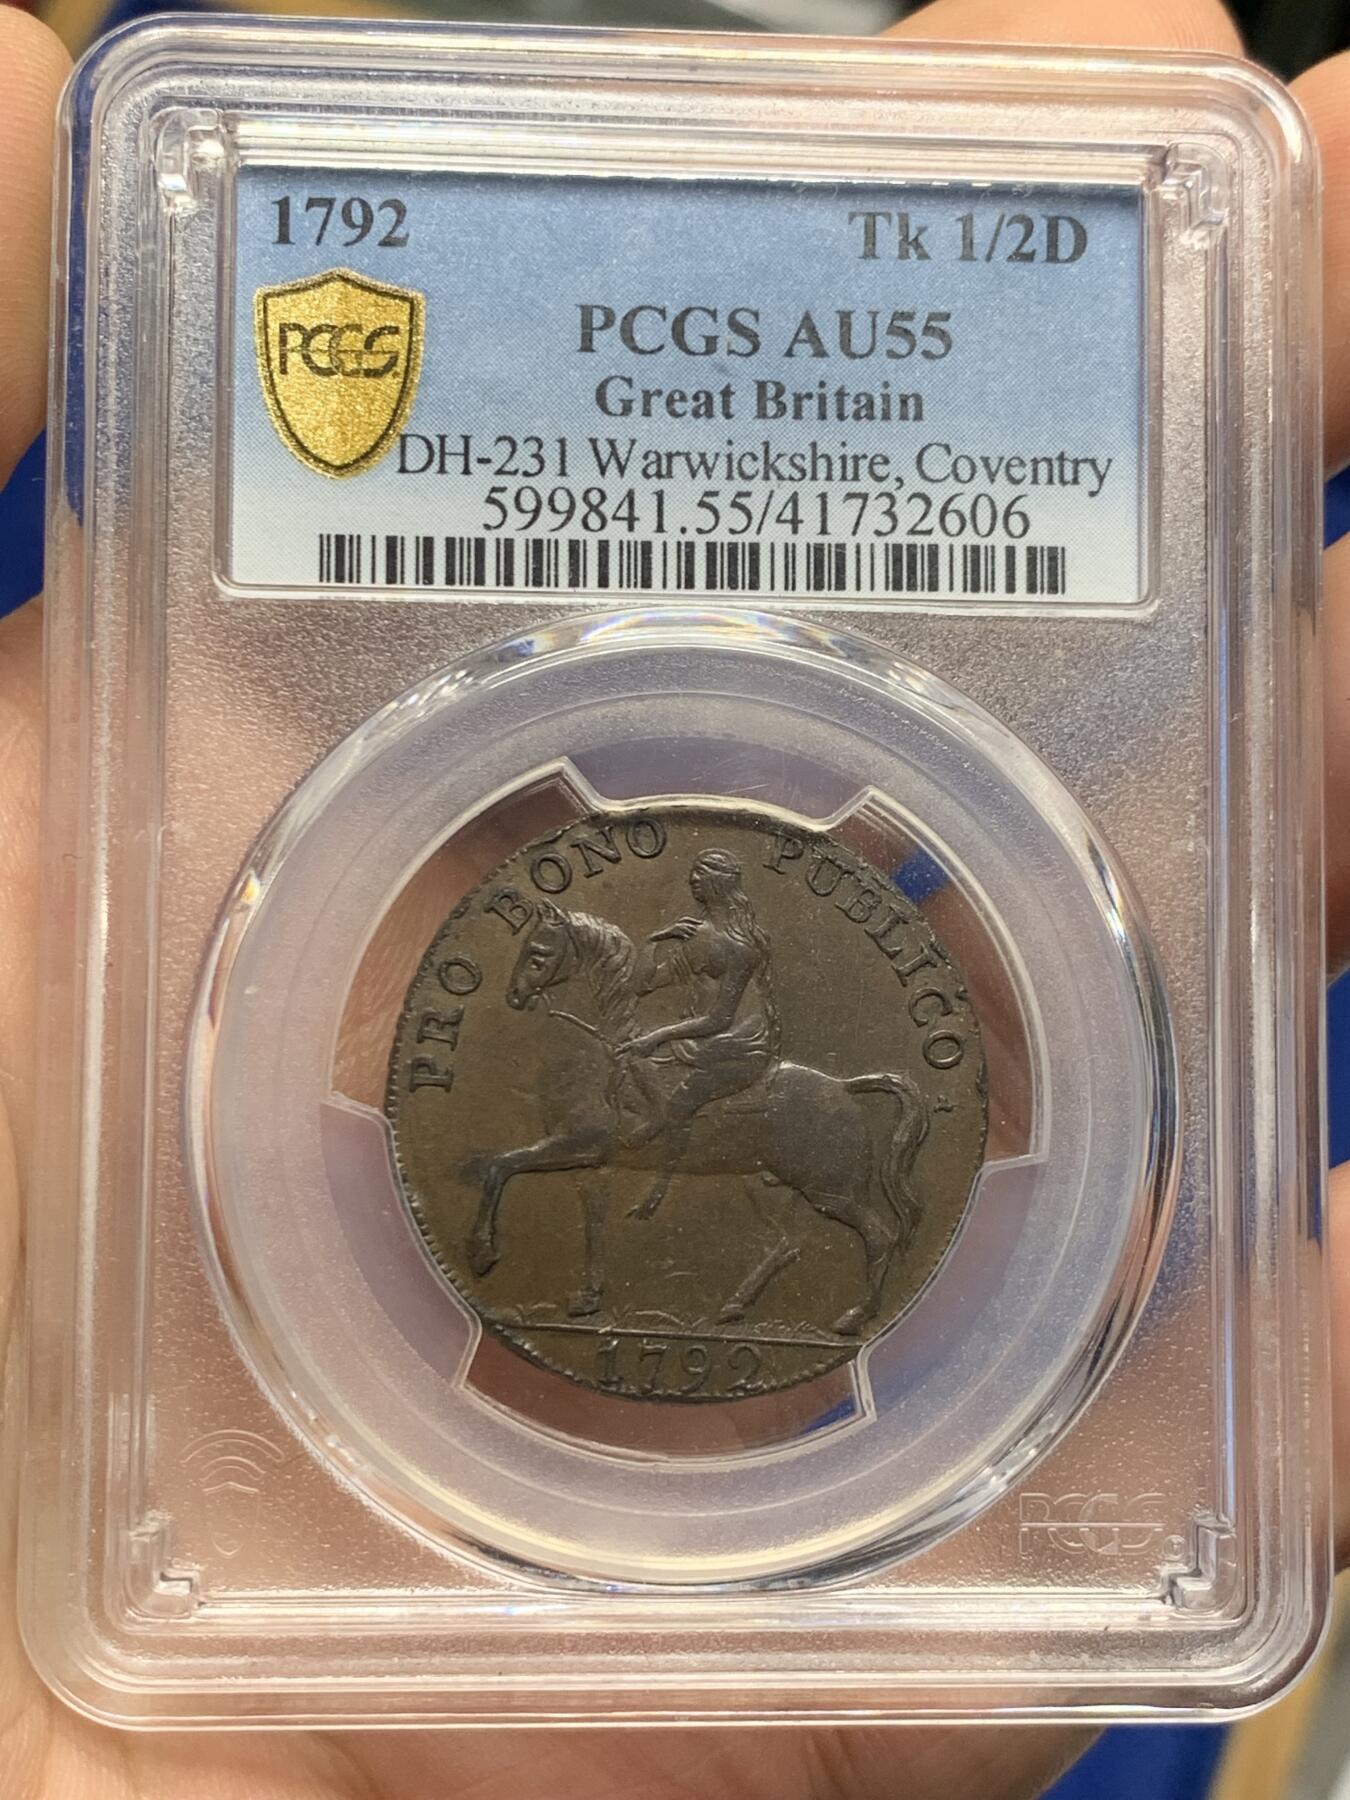 1792 Tk 1/2D
PCGS
PCGS AU55
Great Britain
DH-231 Warwickshire, Coventry
599841.55/41732606
PRO BONO PUBLICO
1792
PCGS